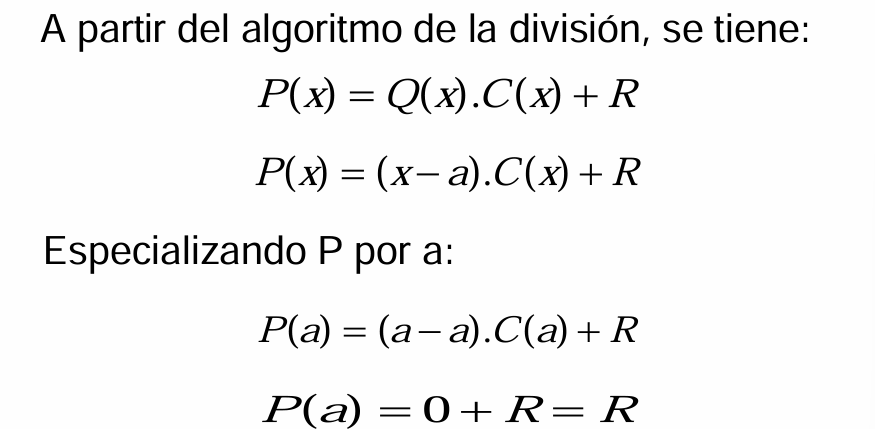 A partir del algoritmo de la división, se tiene:
P(x) = Q(x).C(x) + R
P(x) = (x− a).C(x) + R
Especializando P por a:
P(a) = (a− a).C(a) + R
P(a) = 0 + R = R